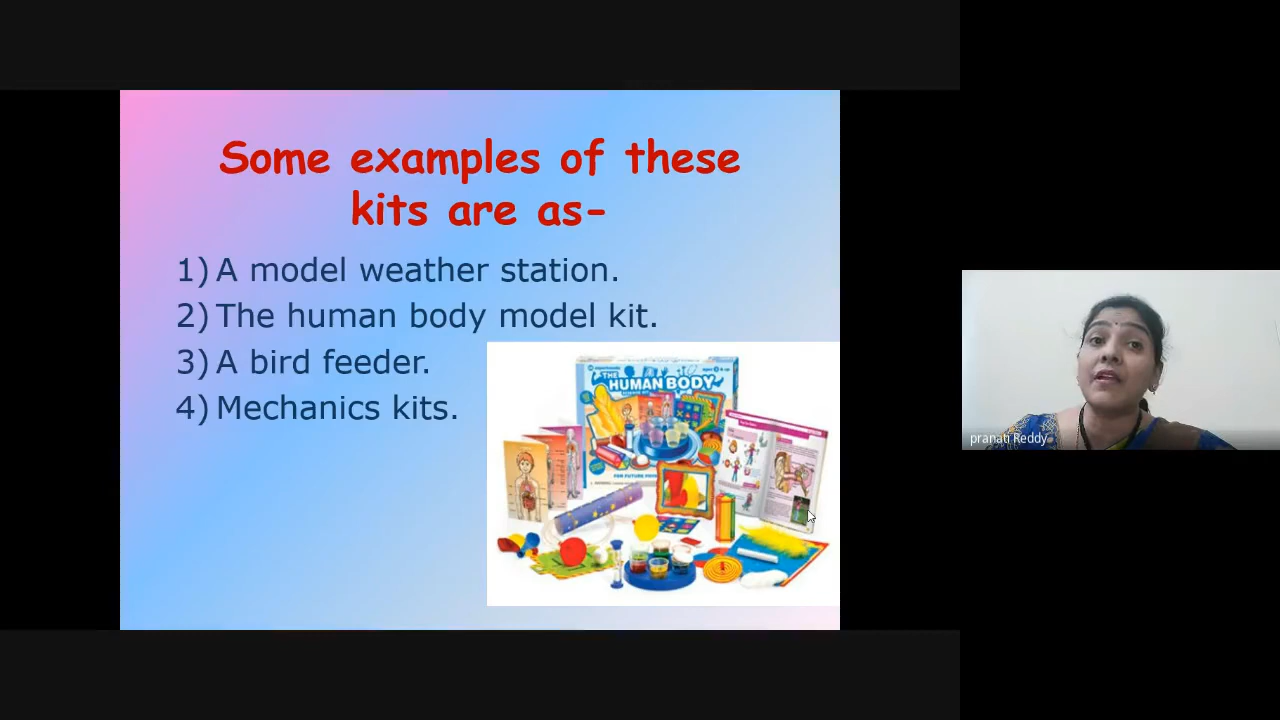 Some examples of these
kits are as-
1) A model weather station.
2) The human body model kit.
3) A bird feeder.
4) Mechanics kits.
THE
HUMAN BODY
pranati Reddy